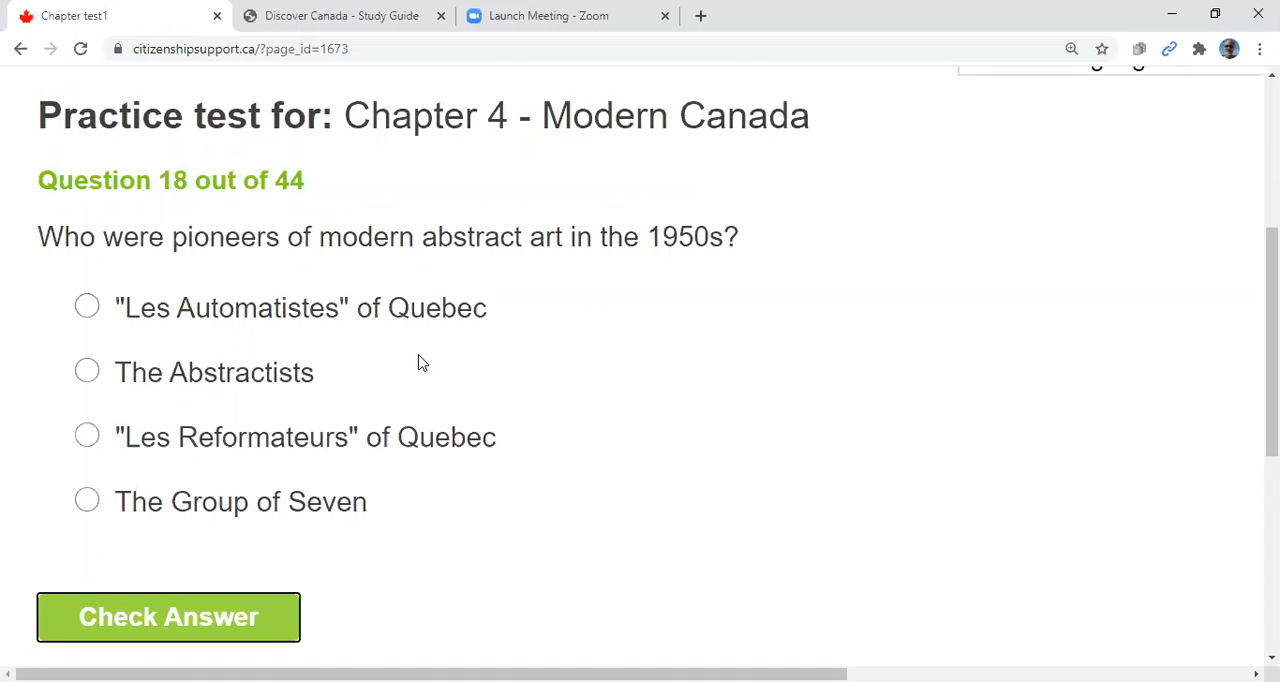 Chapter test1
Discover Canada - Study Guide
Launch Meeting - Zoom
citizenshipsupport.ca/?page_id=1673
Practice test for: Chapter 4 - Modern Canada
Question 18 out of 44
Who were pioneers of modern abstract art in the 1950s?
"Les Automatistes" of Quebec
The Abstractists
"Les Reformateurs" of Quebec
The Group of Seven
Check Answer